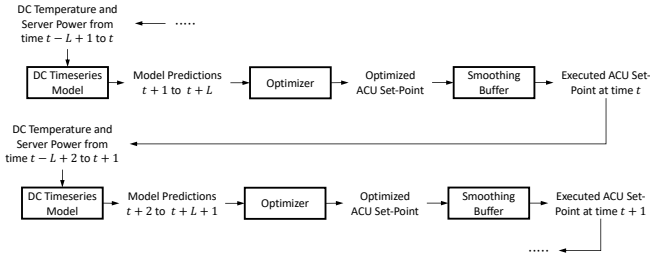 DC Temperature and
Server Power from
time t − L + 1 to t
.....
DC Timeseries
Model
Model Predictions
t + 1 to t + L
Optimizer
Optimized
ACU Set-Point
Smoothing
Buffer
Executed ACU Set-
Point at time t
DC Temperature and
Server Power from
time t − L + 2 to t + 1
DC Timeseries
Model
Model Predictions
t + 2 to t + L + 1
Optimizer
Optimized
ACU Set-Point
Smoothing
Buffer
Executed ACU Set-
Point at time t + 1
.....